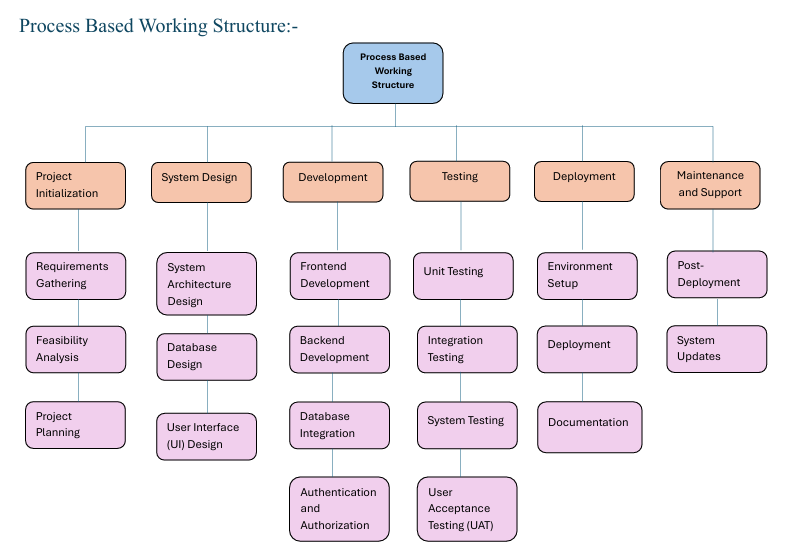 Process Based Working Structure:-
Process Based
Working
Structure
Project
Initialization
System Design
Development
Testing
Deployment
Maintenance
and Support
Requirements
Gathering
Feasibility
Analysis
Project
Planning
System
Architecture
Design
Database
Design
User Interface
(UI) Design
Frontend
Development
Backend
Development
Database
Integration
Authentication
and
Authorization
Unit Testing
Integration
Testing
System Testing
User
Acceptance
Testing (UAT)
Environment
Setup
Deployment
Documentation
Post-
Deployment
System
Updates